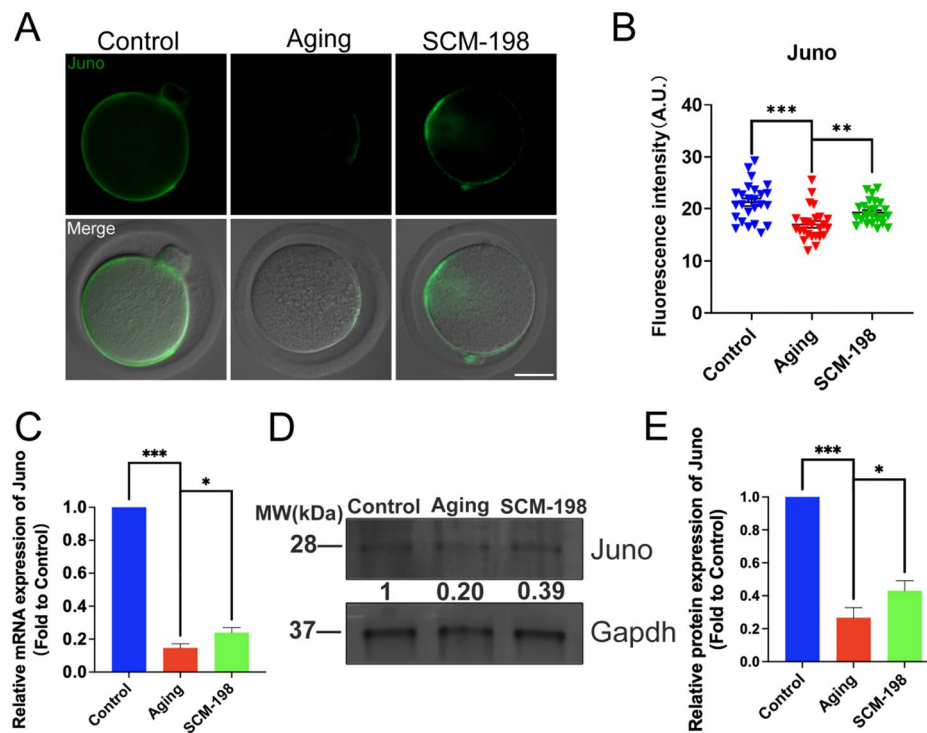 A
Control
Aging
SCM-198
Juno
Merge
B
Juno
Fluorescence intensity(A.U.)
40
30
20
10
0
***
**
Control
Aging
SCM-198
C
Relative mRNA expression of Juno
(Fold to Control)
1.0
0.8
0.6
0.4
0.2
0.0
***
*
Control
Aging
SCM-198
D
Control Aging SCM-198
MW(kDa)
28
Juno
1 0.20 0.39
37
Gapdh
E
Relative protein expression of Juno
(Fold to Control)
1.0
0.8
0.6
0.4
0.2
0.0
***
*
Control
Aging
SCM-198